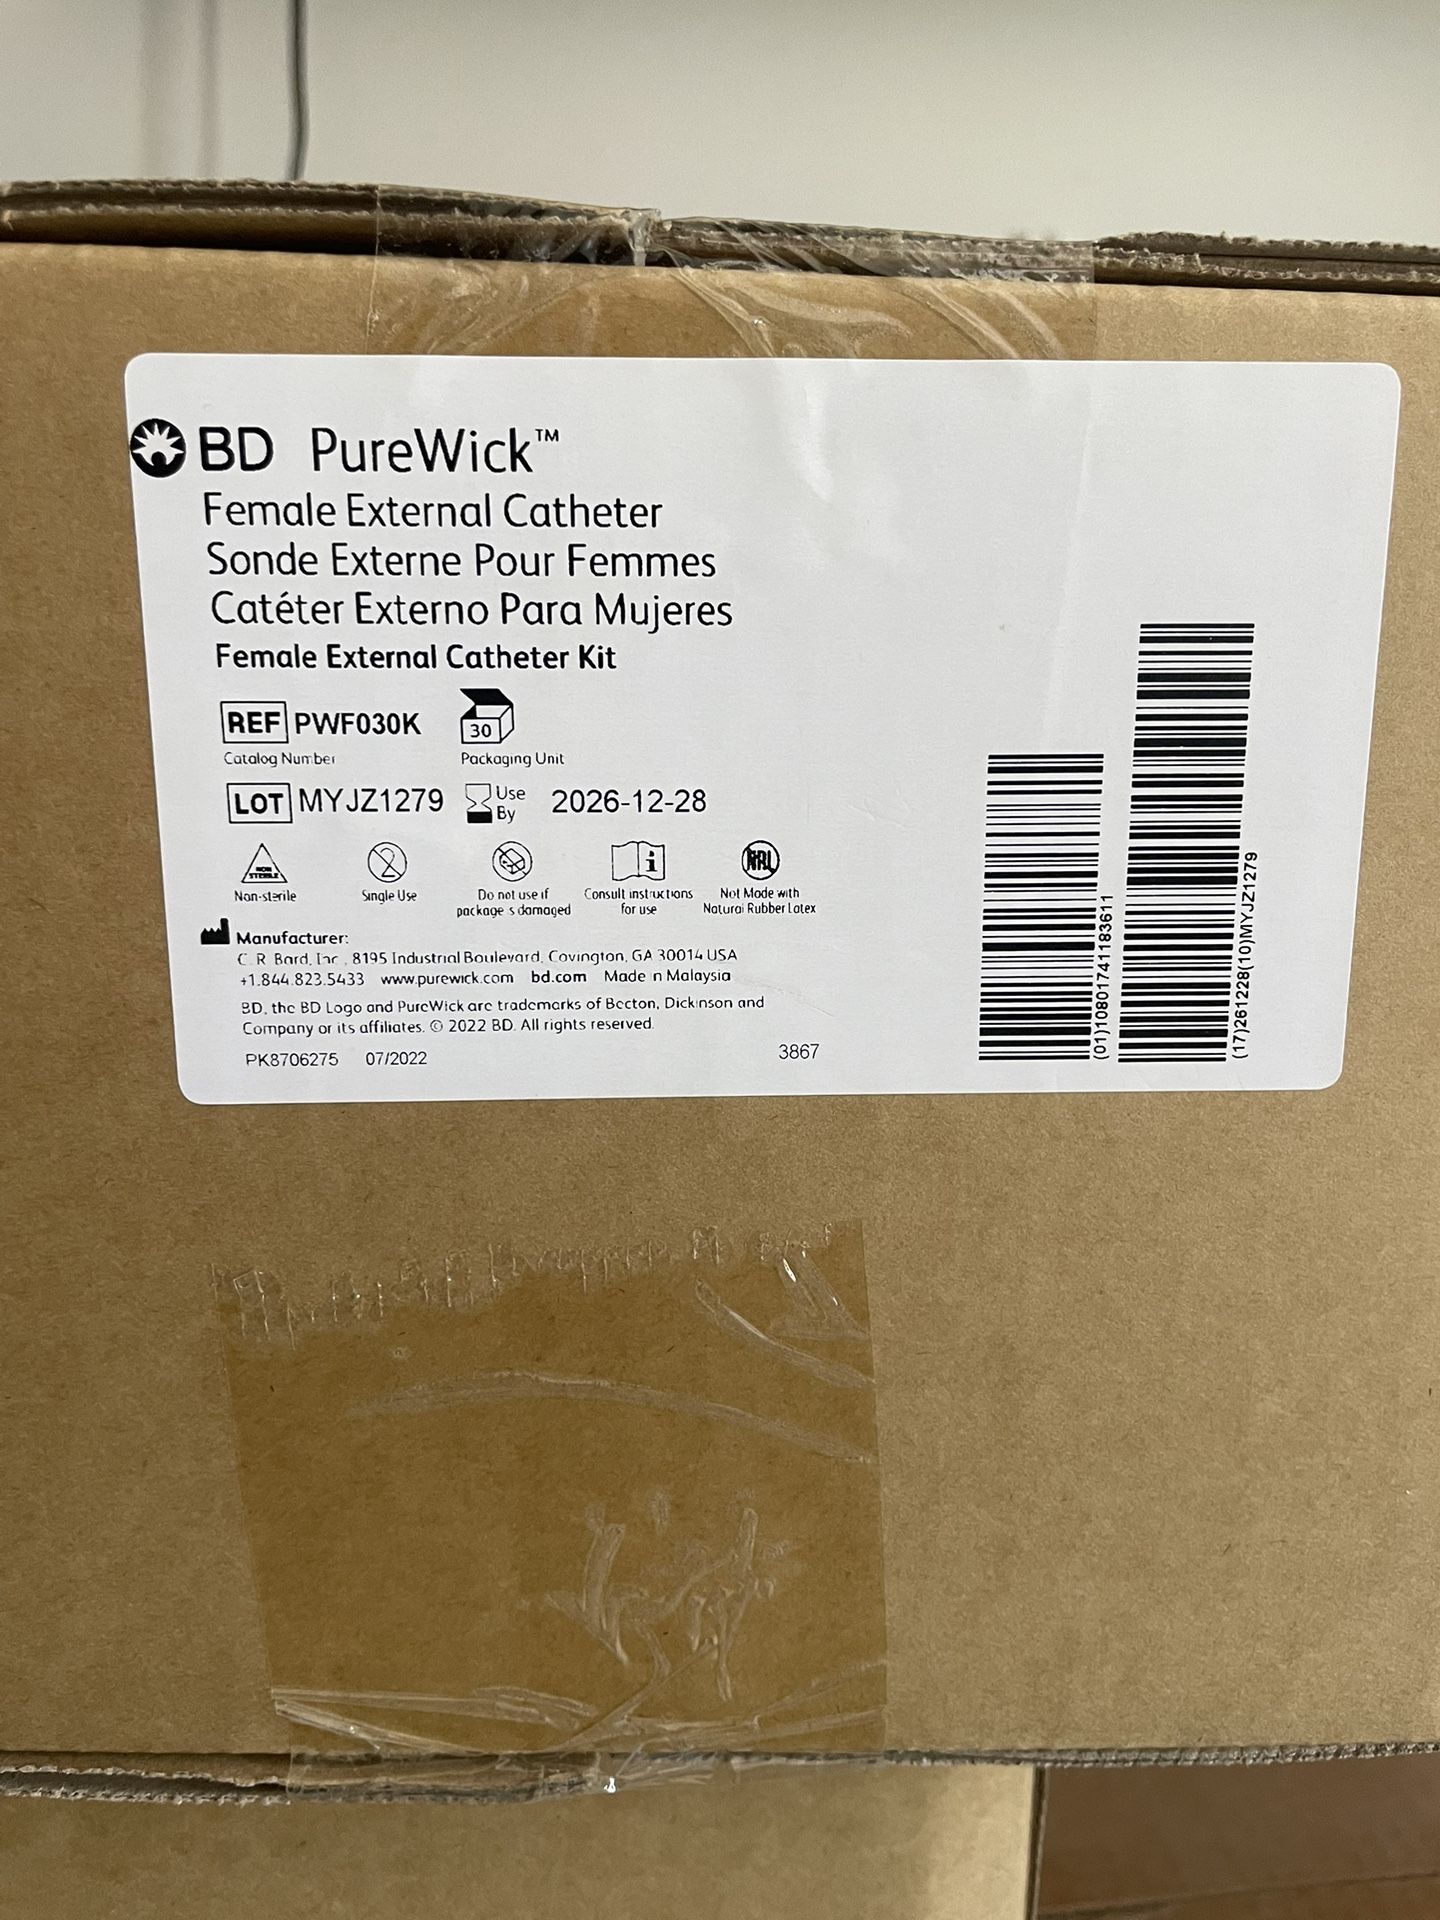 BD PureWick™
Female External Catheter
Sonde Externe Pour Femmes
Catéter Externo Para Mujeres
Female External Catheter Kit
REF PWF030K 30
Catalog Number Packaging Unit
LOT MYJZ1279 Use By 2026-12-28
NON STERILE 2 i NRL
Non-sterile Single Use Do not use if package is damaged Consult instructions for use Not Made with Natural Rubber Latex
Manufacturer:
C. R. Bard, Inc., 8195 Industrial Boulevard, Covington, GA 30014 USA
+1.844.823.5433 www.purewick.com bd.com Made in Malaysia
BD, the BD Logo and PureWick are trademarks of Becton, Dickinson and
Company or its affiliates. © 2022 BD. All rights reserved.
PK8706275 07/2022 3867
(01)10801741183611
(17)261228(10)MYJZ1279